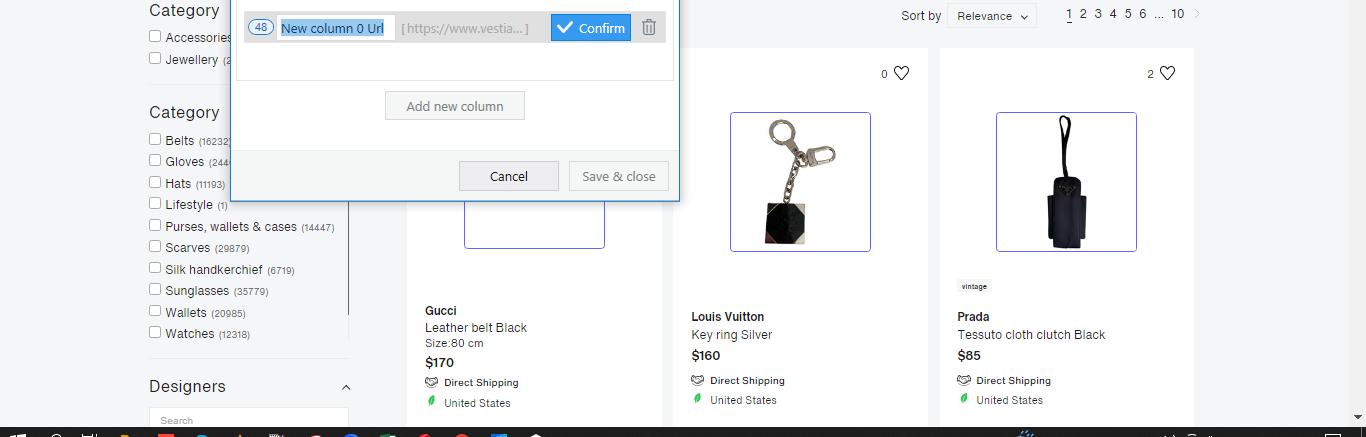 Category
Accessories
Jewellery (2
Category
Belts (16232)
Gloves (244
Hats (11193)
Lifestyle (1)
Purses, wallets & cases (14447)
Scarves (29879)
Silk handkerchief (6719)
Sunglasses (35779)
Wallets (20985)
Watches (12318)
Designers
Search
48 New column 0 Url [https://www.vestia... ] Confirm
Add new column
Cancel Save & close
Sort by Relevance 1 2 3 4 5 6 ... 10
0
2
vintage
Gucci
Leather belt Black
Size:80 cm
$170
Direct Shipping
United States
Louis Vuitton
Key ring Silver
$160
Direct Shipping
United States
Prada
Tessuto cloth clutch Black
$85
Direct Shipping
United States